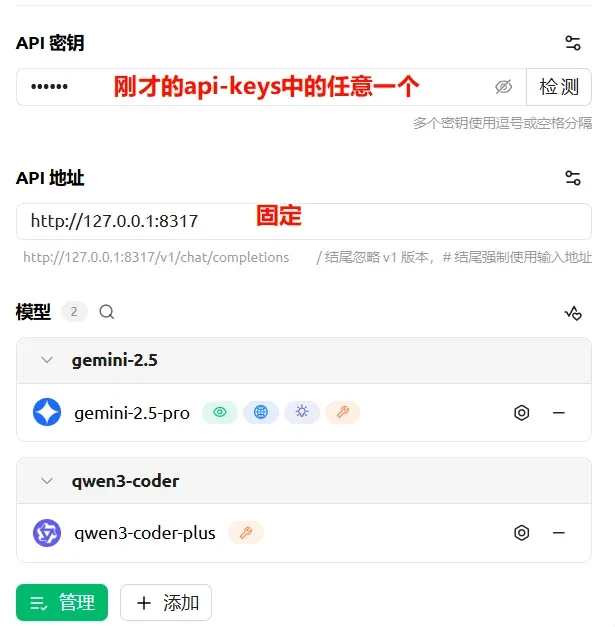 API 密钥
•••••• 刚才的api-keys中的任意一个 检测
多个密钥使用逗号或空格分隔
API 地址
http://127.0.0.1:8317 固定
http://127.0.0.1:8317/v1/chat/completions / 结尾忽略 v1 版本，# 结尾强制使用输入地址
模型 2
gemini-2.5
gemini-2.5-pro
qwen3-coder
qwen3-coder-plus
管理 添加